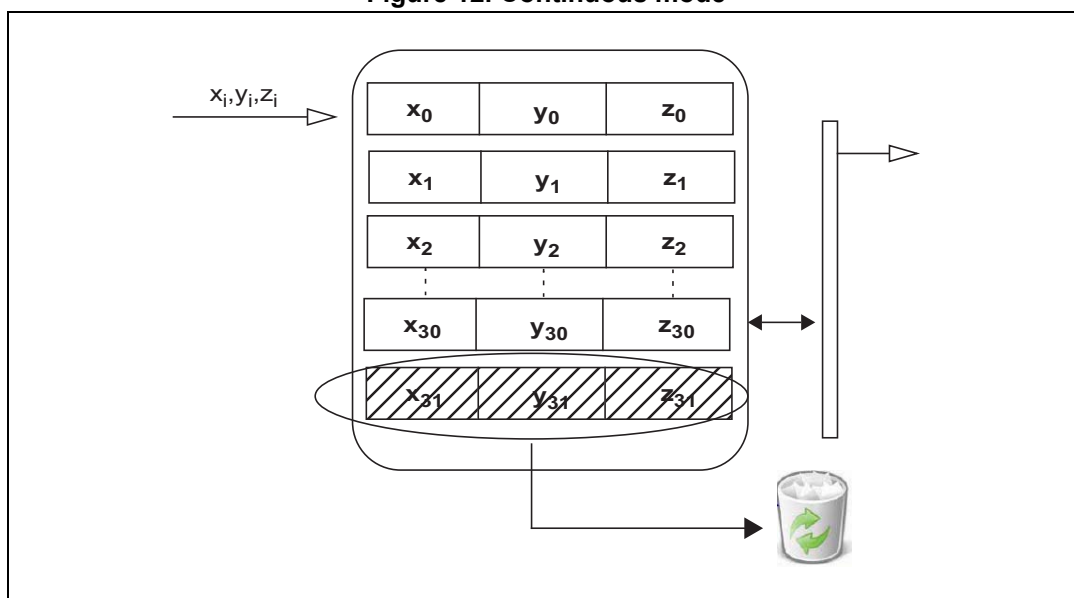 Figure 12. Continuous mode
xᵢ,yᵢ,zᵢ
x₀ y₀ z₀
x₁ y₁ z₁
x₂ y₂ z₂
x₃₀ y₃₀ z₃₀
x₃₁ y₃₁ z₃₁